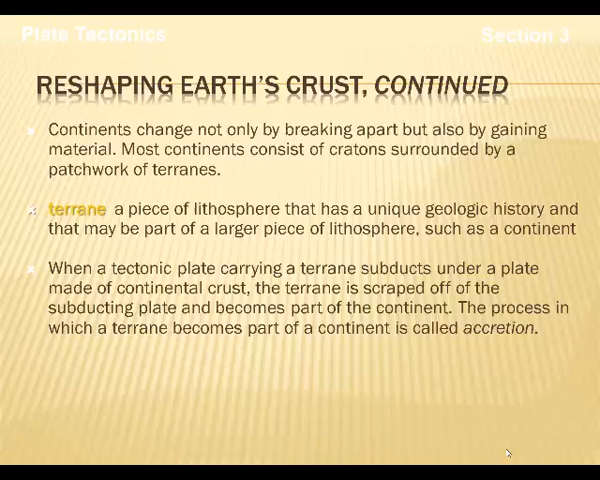 Plate Tectonics
Section 3
RESHAPING EARTH'S CRUST, CONTINUED
Continents change not only by breaking apart but also by gaining
material. Most continents consist of cratons surrounded by a
patchwork of terranes.
terrane a piece of lithosphere that has a unique geologic history and
that may be part of a larger piece of lithosphere, such as a continent
When a tectonic plate carrying a terrane subducts under a plate
made of continental crust, the terrane is scraped off of the
subducting plate and becomes part of the continent. The process in
which a terrane becomes part of a continent is called accretion.